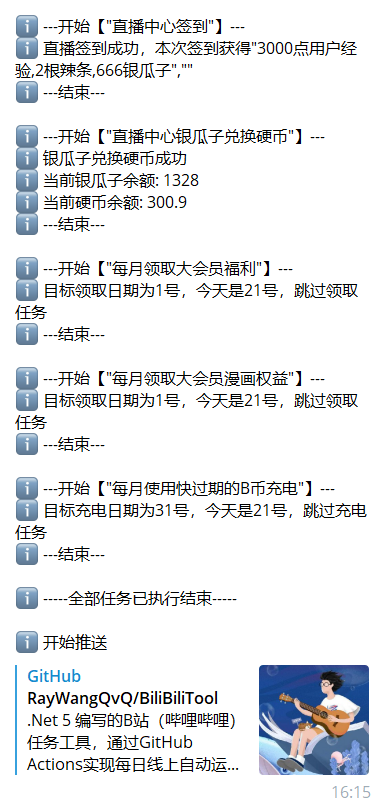 ---开始【"直播中心签到"】---
直播签到成功，本次签到获得"3000点用户经
验,2根辣条,666银瓜子",""
---结束---
---开始【"直播中心银瓜子兑换硬币"】---
银瓜子兑换硬币成功
当前银瓜子余额: 1328
当前硬币余额: 300.9
---结束---
---开始【"每月领取大会员福利"】---
目标领取日期为1号，今天是21号，跳过领取
任务
---结束---
---开始【"每月领取大会员漫画权益"】---
目标领取日期为1号，今天是21号，跳过领取
任务
---结束---
---开始【"每月使用快过期的B币充电"】---
目标充电日期为31号，今天是21号，跳过充电
任务
---结束---
-----全部任务已执行结束-----
开始推送
GitHub
RayWangQvQ/BiliBiliTool
.Net 5 编写的B站（哔哩哔哩）
任务工具，通过GitHub
Actions实现每日线上自动运...
16:15